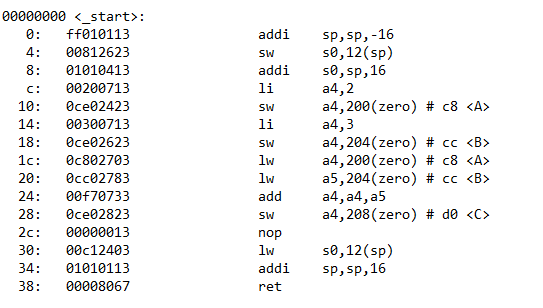 00000000 <_start>:
0: ff010113 addi sp,sp,-16
4: 00812623 sw s0,12(sp)
8: 01010413 addi s0,sp,16
c: 00200713 li a4,2
10: 0ce02423 sw a4,200(zero) # c8 <A>
14: 00300713 li a4,3
18: 0ce02623 sw a4,204(zero) # cc <B>
1c: 0c802703 lw a4,200(zero) # c8 <A>
20: 0cc02783 lw a5,204(zero) # cc <B>
24: 00f70733 add a4,a4,a5
28: 0ce02823 sw a4,208(zero) # d0 <C>
2c: 00000013 nop
30: 00c12403 lw s0,12(sp)
34: 01010113 addi sp,sp,16
38: 00008067 ret